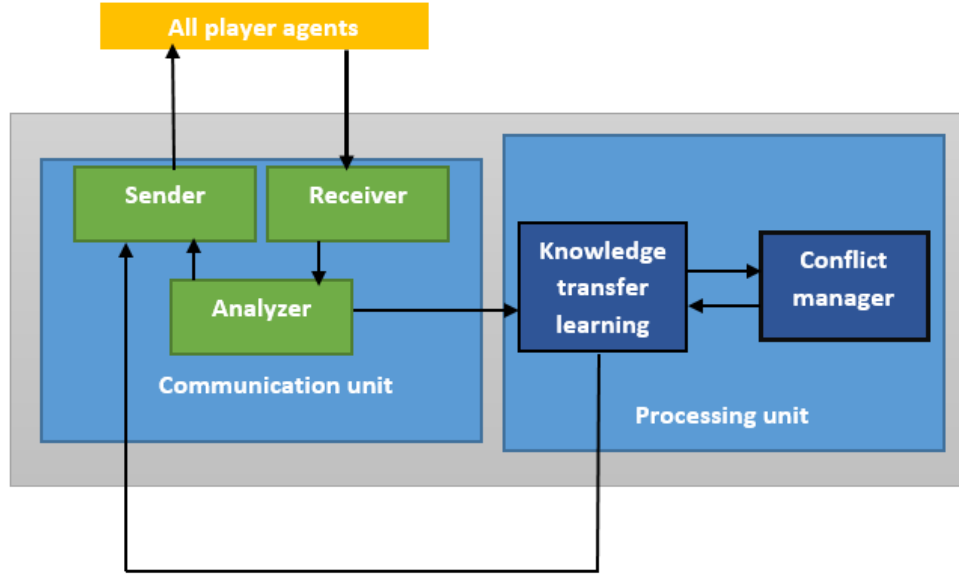 All player agents
Sender
Receiver
Analyzer
Communication unit
Knowledge
transfer
learning
Conflict
manager
Processing unit